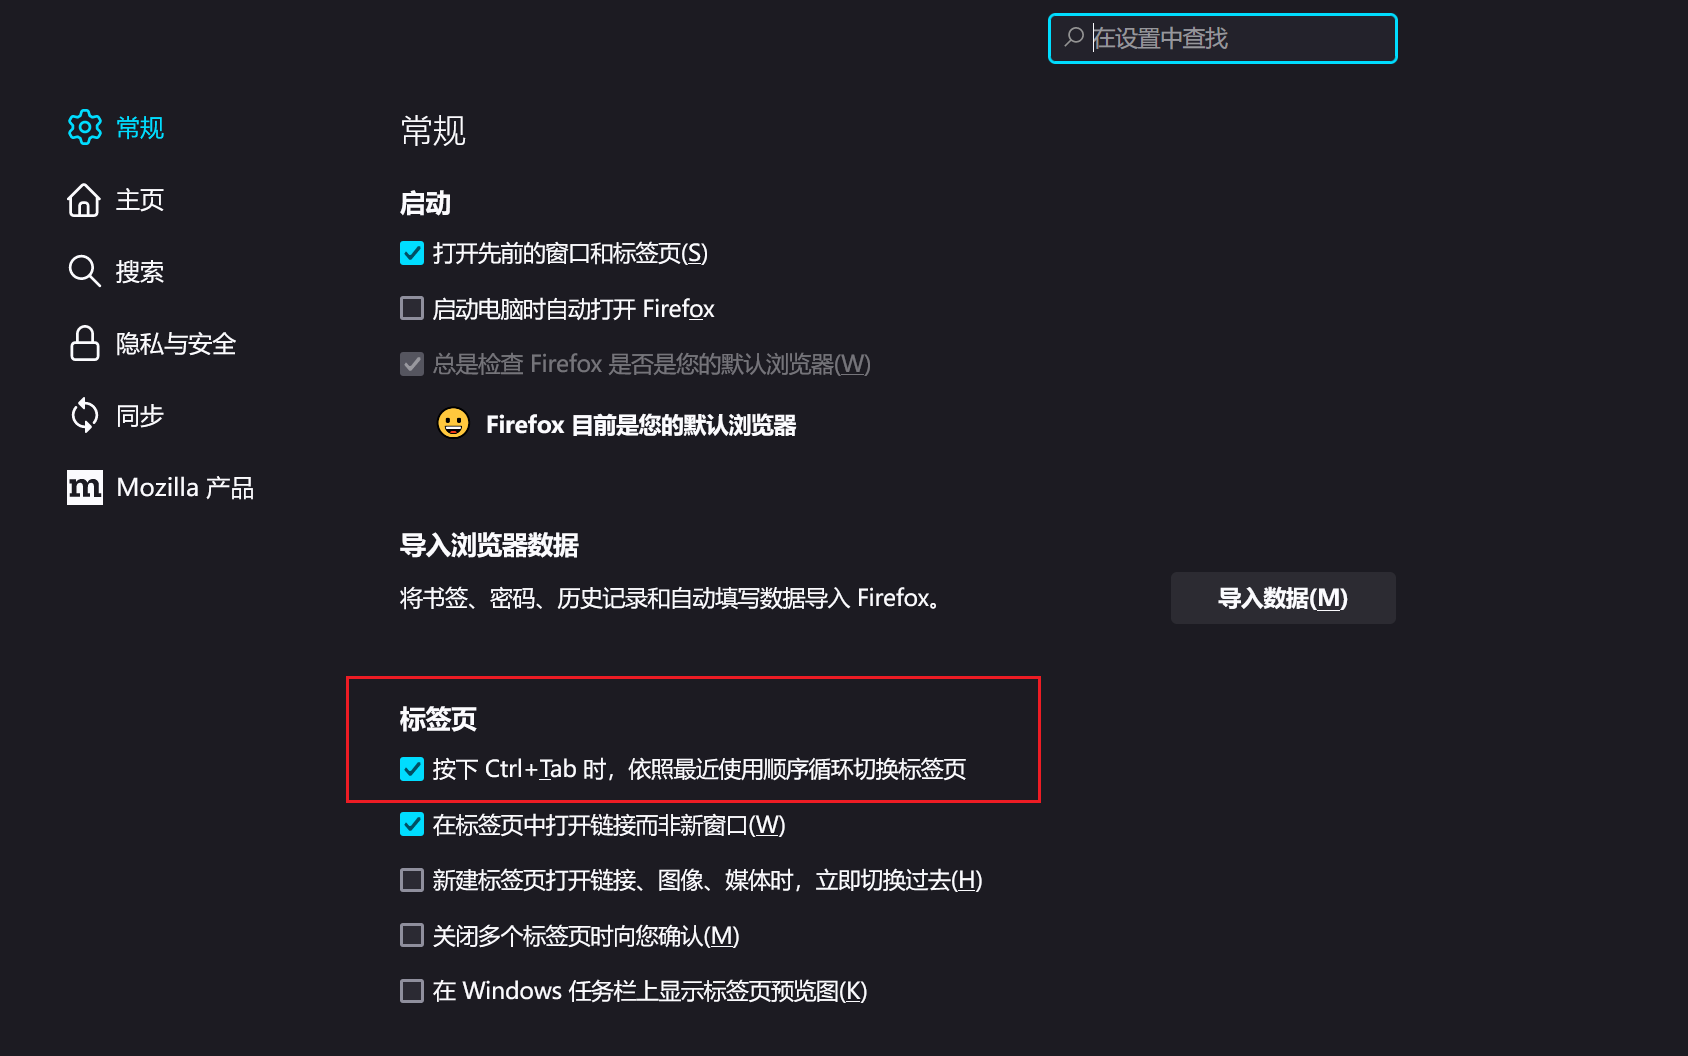 在设置中查找
常规
主页
搜索
隐私与安全
同步
m Mozilla 产品
常规
启动
打开先前的窗口和标签页(S)
启动电脑时自动打开 Firefox
总是检查 Firefox 是否是您的默认浏览器(W)
Firefox 目前是您的默认浏览器
导入浏览器数据
将书签、密码、历史记录和自动填写数据导入 Firefox。
导入数据(M)
标签页
按下 Ctrl+Tab 时，依照最近使用顺序循环切换标签页
在标签页中打开链接而非新窗口(W)
新建标签页打开链接、图像、媒体时，立即切换过去(H)
关闭多个标签页时向您确认(M)
在 Windows 任务栏上显示标签页预览图(K)